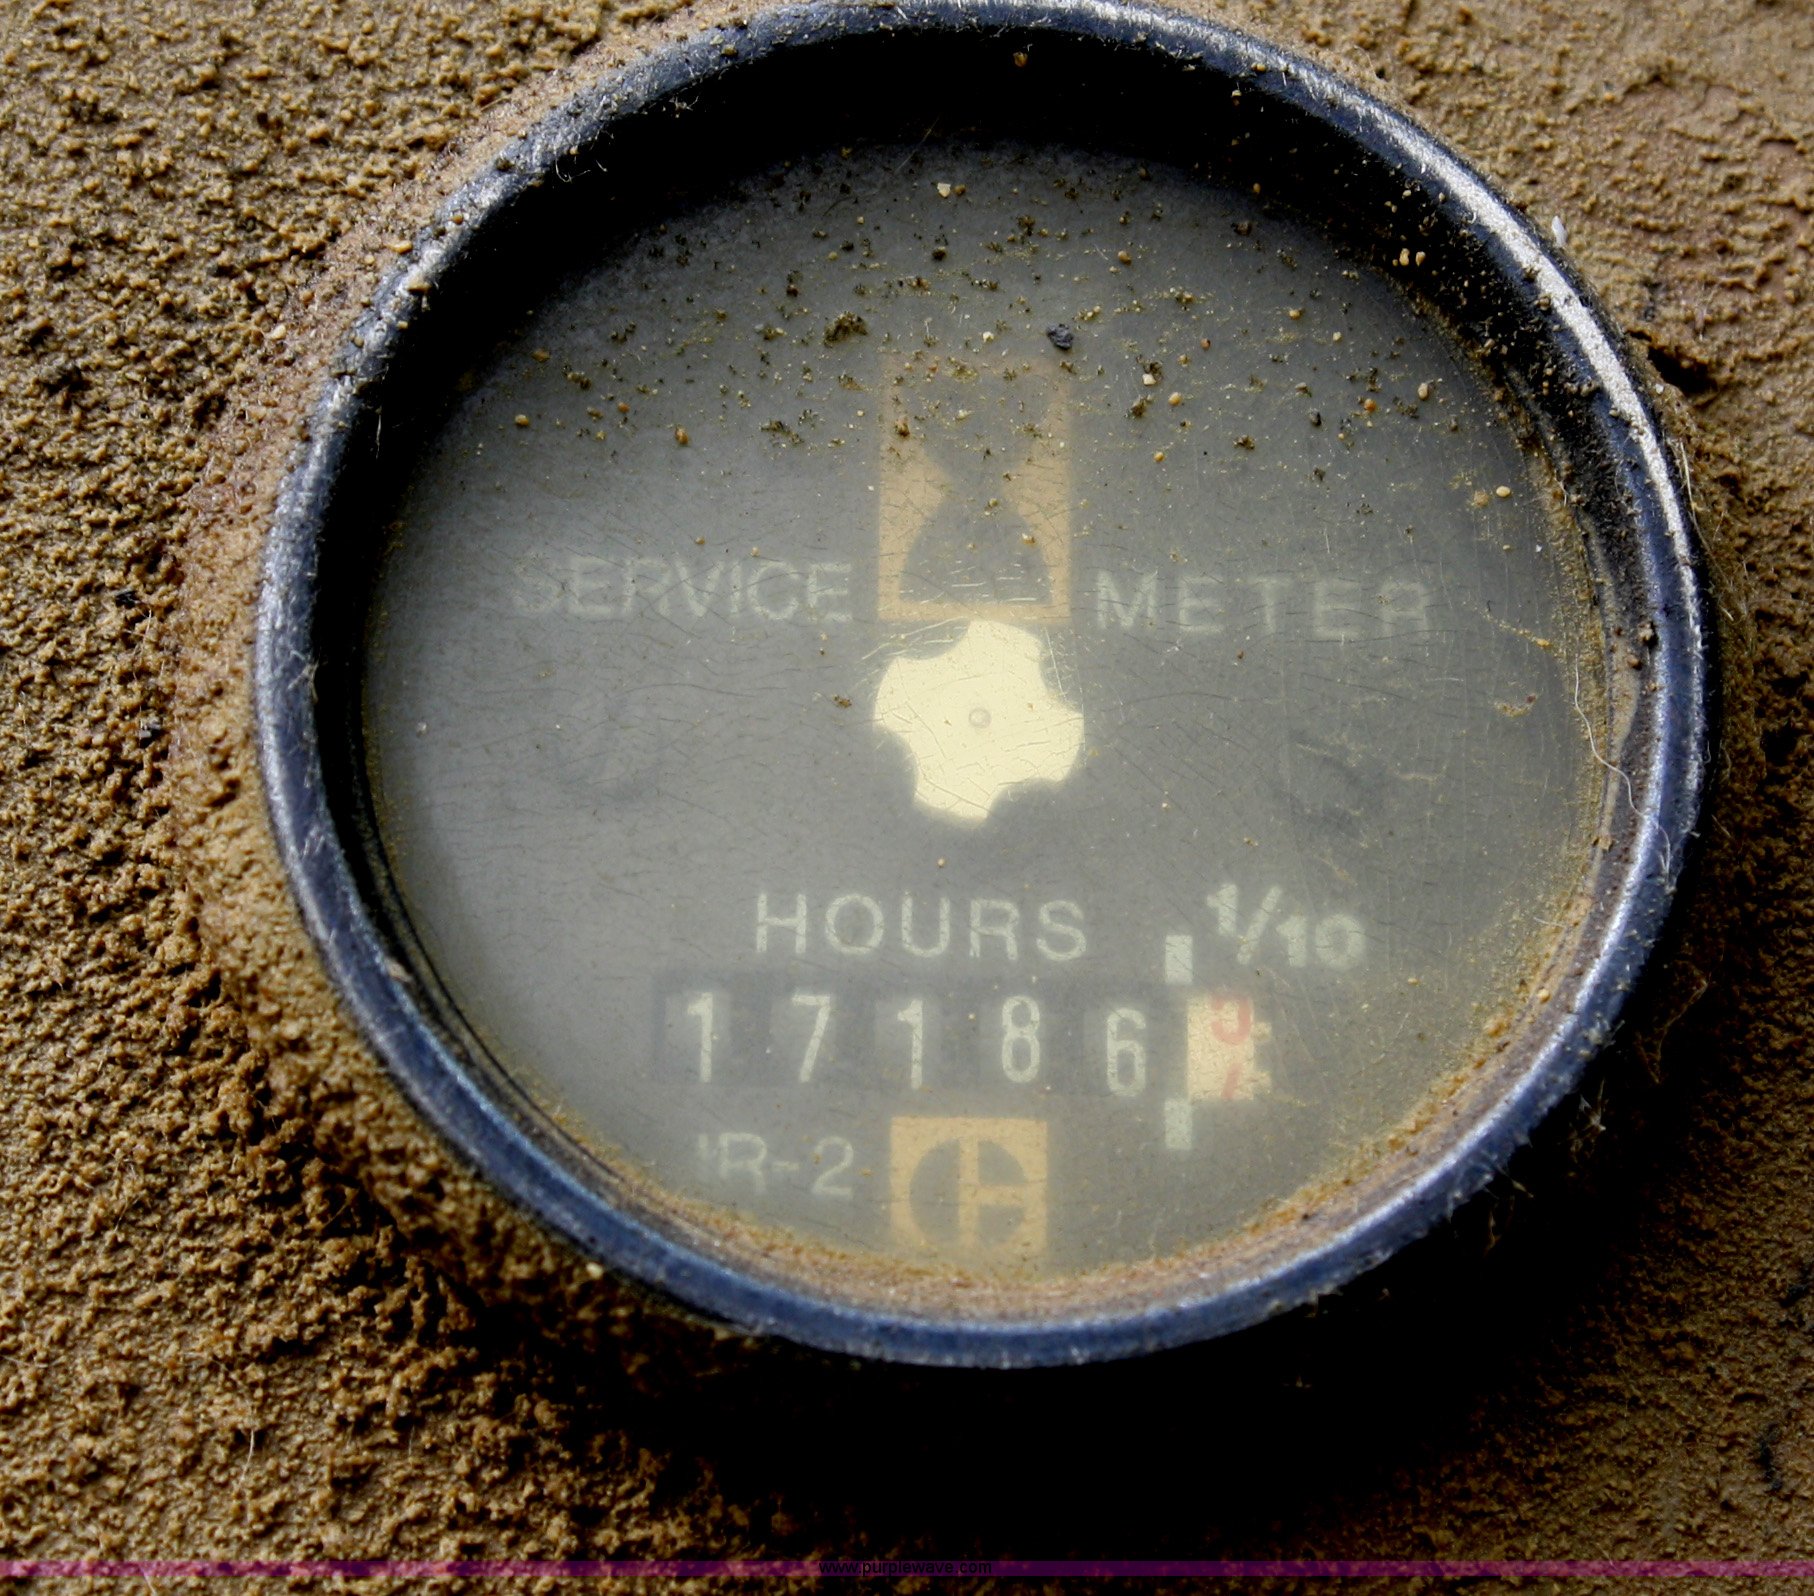 SERVICE METER
HOURS 1/10
17186
R-2
www.purplewave.com